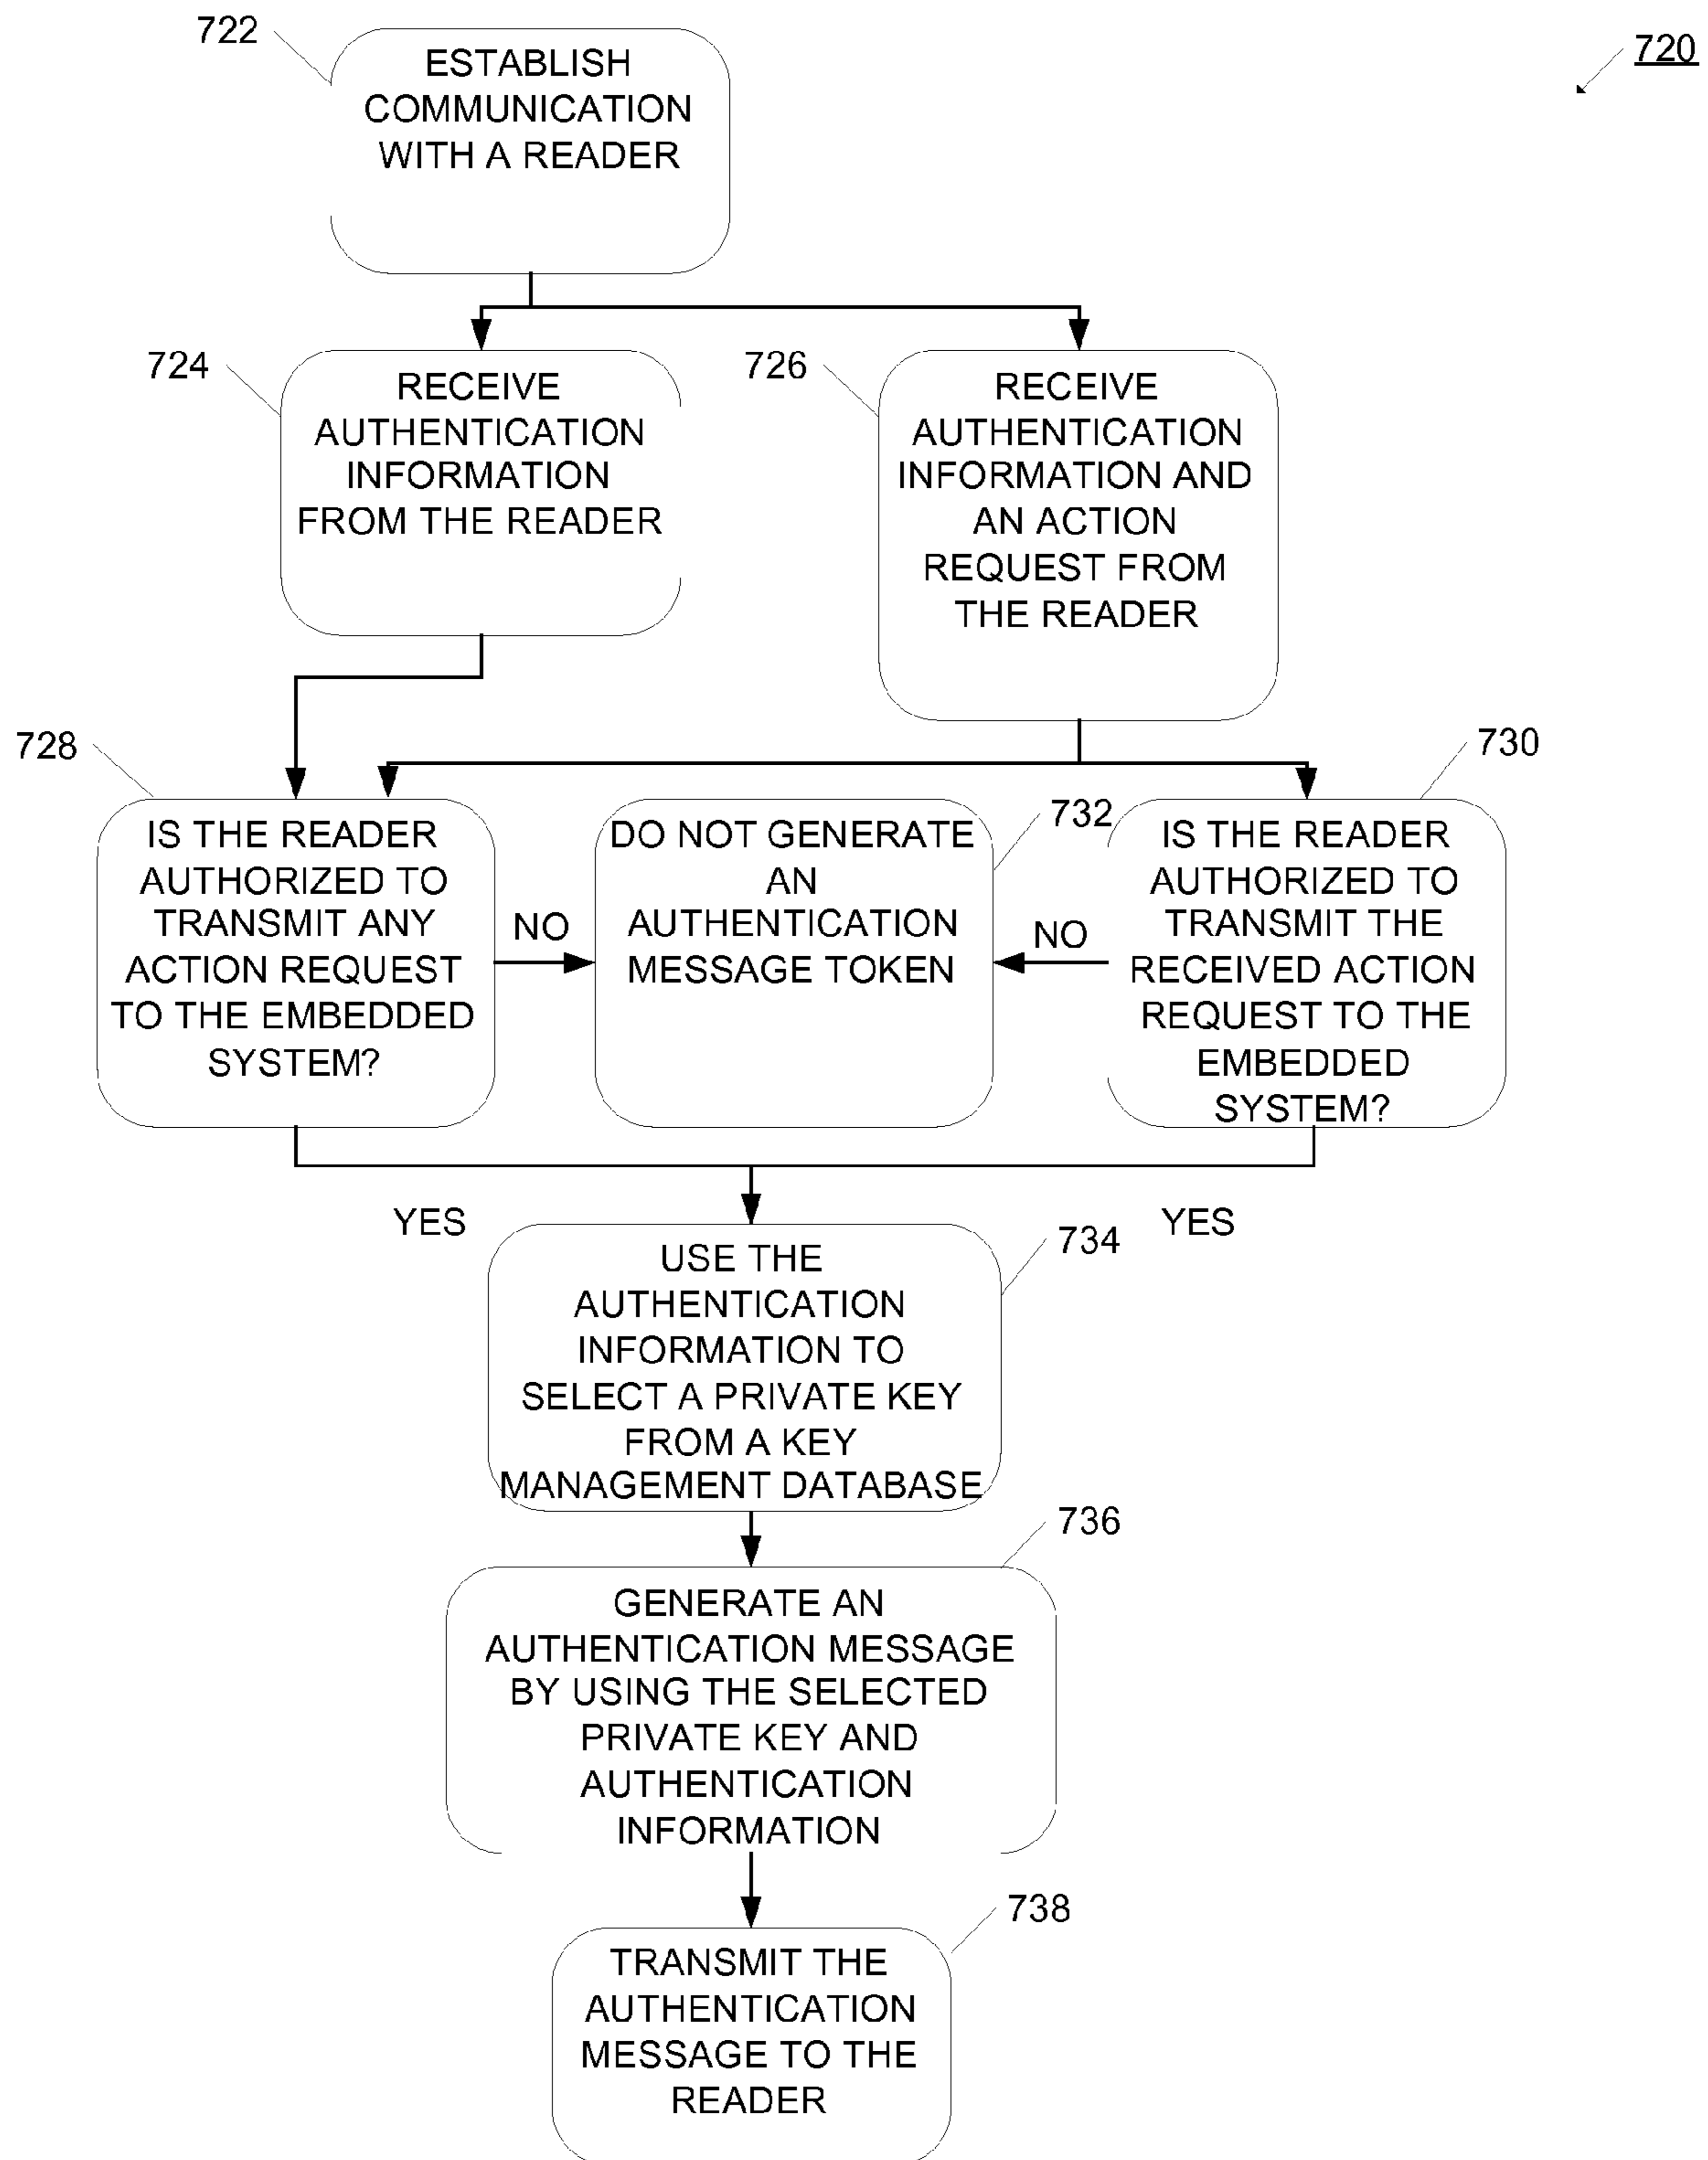 722
ESTABLISH
COMMUNICATION
WITH A READER
720
724
RECEIVE
AUTHENTICATION
INFORMATION
FROM THE READER
726
RECEIVE
AUTHENTICATION
INFORMATION AND
AN ACTION
REQUEST FROM
THE READER
728
IS THE READER
AUTHORIZED TO
TRANSMIT ANY
ACTION REQUEST
TO THE EMBEDDED
SYSTEM?
NO
732
DO NOT GENERATE
AN
AUTHENTICATION
MESSAGE TOKEN
NO
730
IS THE READER
AUTHORIZED TO
TRANSMIT THE
RECEIVED ACTION
REQUEST TO THE
EMBEDDED
SYSTEM?
YES
YES
734
USE THE
AUTHENTICATION
INFORMATION TO
SELECT A PRIVATE KEY
FROM A KEY
MANAGEMENT DATABASE
736
GENERATE AN
AUTHENTICATION MESSAGE
BY USING THE SELECTED
PRIVATE KEY AND
AUTHENTICATION
INFORMATION
738
TRANSMIT THE
AUTHENTICATION
MESSAGE TO THE
READER